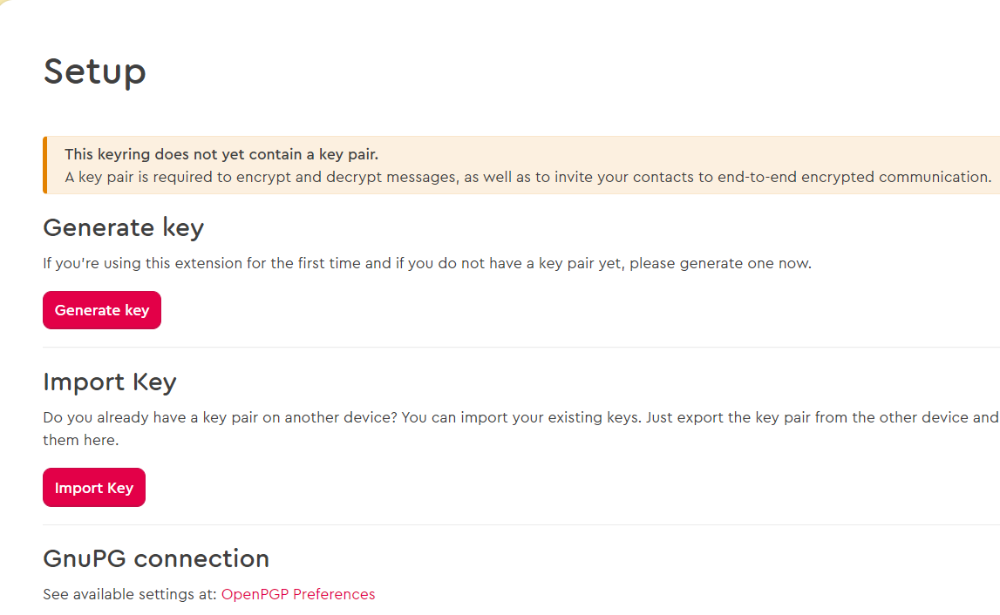 Setup
This keyring does not yet contain a key pair.
A key pair is required to encrypt and decrypt messages, as well as to invite your contacts to end-to-end encrypted communication.
Generate key
If you're using this extension for the first time and if you do not have a key pair yet, please generate one now.
Generate key
Import Key
Do you already have a key pair on another device? You can import your existing keys. Just export the key pair from the other device and
them here.
Import Key
GnuPG connection
See available settings at: OpenPGP Preferences